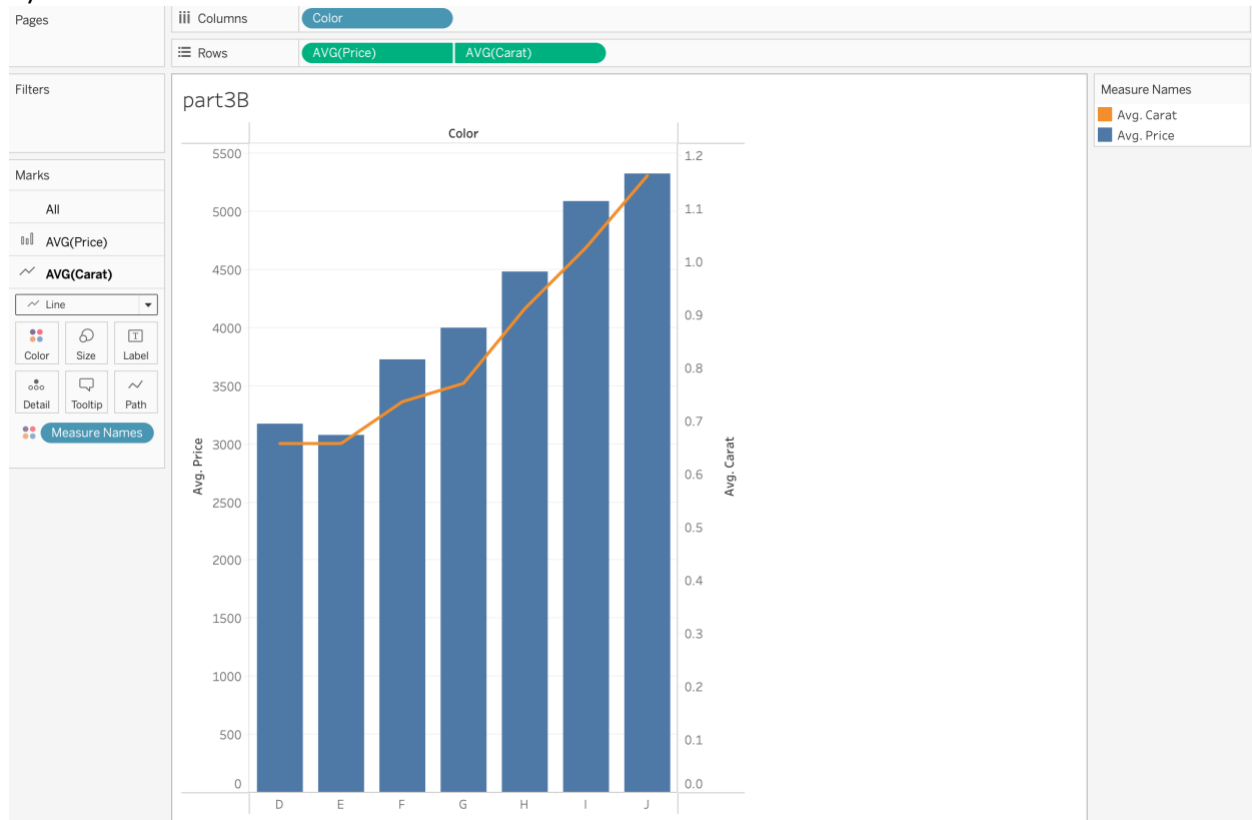 Pages
Columns Color
Rows AVG(Price) AVG(Carat)
Filters
Marks
All
AVG(Price)
AVG(Carat)
Line
Color Size Label
Detail Tooltip Path
Measure Names
part3B
Color
5500
5000
4500
4000
3500
3000
2500
2000
1500
1000
500
0
Avg. Price
D E F G H I J
1.2
1.1
1.0
0.9
0.8
0.7
0.6
0.5
0.4
0.3
0.2
0.1
0.0
Avg. Carat
Measure Names
Avg. Carat
Avg. Price